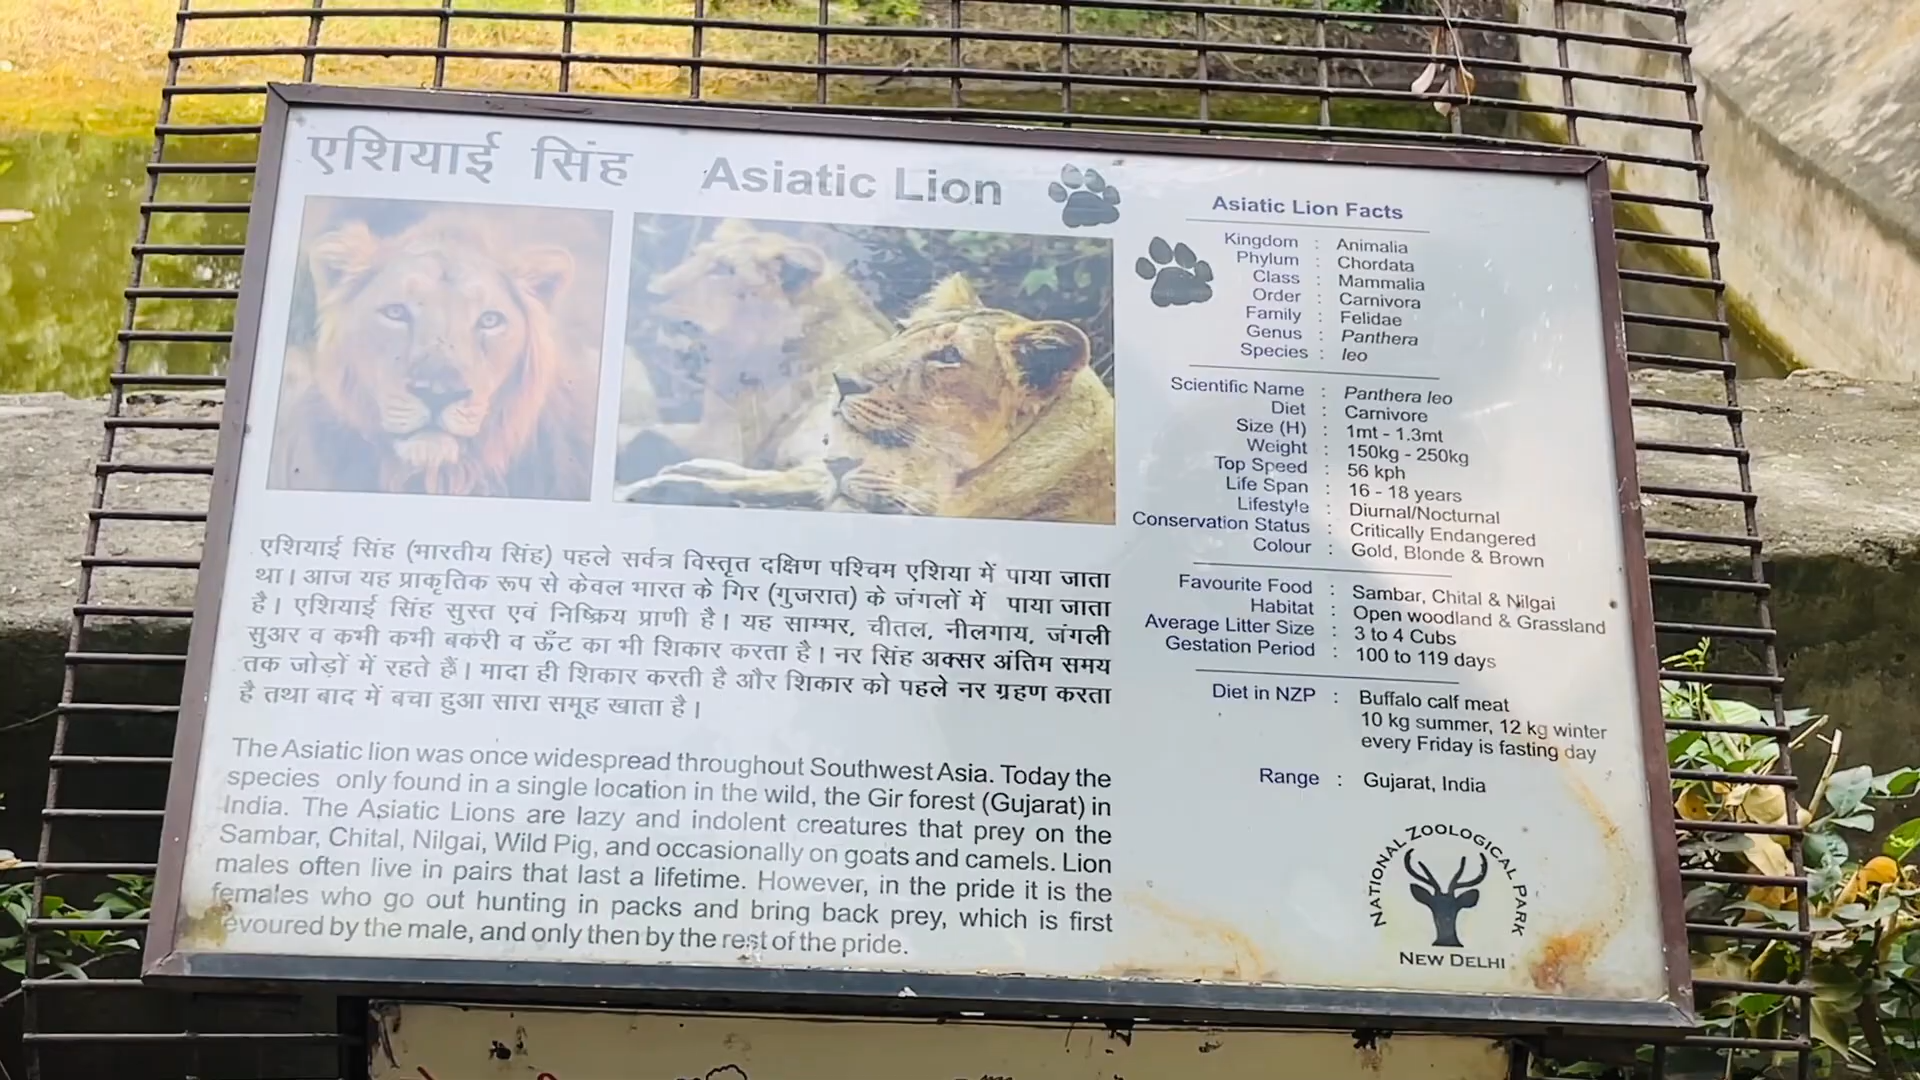 एशियाई सिंह Asiatic Lion
एशियाई सिंह (भारतीय सिंह) पहले सर्वत्र विस्तृत दक्षिण पश्चिम एशिया में पाया जाता
था। आज यह प्राकृतिक रूप से केवल भारत के गिर (गुजरात) के जंगलों में पाया जाता
है। एशियाई सिंह सुस्त एवं निष्क्रिय प्राणी है। यह साम्भर, चीतल, नीलगाय, जंगली
सुअर व कभी कभी बकरी व ऊँट का भी शिकार करता है। नर सिंह अक्सर अंतिम समय
तक जोड़ों में रहते हैं। मादा ही शिकार करती है और शिकार को पहले नर ग्रहण करता
है तथा बाद में बचा हुआ सारा समूह खाता है।
The Asiatic lion was once widespread throughout Southwest Asia. Today the
species only found in a single location in the wild, the Gir forest (Gujarat) in
India. The Asiatic Lions are lazy and indolent creatures that prey on the
Sambar, Chital, Nilgai, Wild Pig, and occasionally on goats and camels. Lion
males often live in pairs that last a lifetime. However, in the pride it is the
females who go out hunting in packs and bring back prey, which is first
evoured by the male, and only then by the rest of the pride.
Asiatic Lion Facts
Kingdom : Animalia
Phylum : Chordata
Class : Mammalia
Order : Carnivora
Family : Felidae
Genus : Panthera
Species : leo
Scientific Name : Panthera leo
Diet : Carnivore
Size (H) : 1mt - 1.3mt
Weight : 150kg - 250kg
Top Speed : 56 kph
Life Span : 16 - 18 years
Lifestyle : Diurnal/Nocturnal
Conservation Status : Critically Endangered
Colour : Gold, Blonde & Brown
Favourite Food : Sambar, Chital & Nilgai
Habitat : Open woodland & Grassland
Average Litter Size : 3 to 4 Cubs
Gestation Period : 100 to 119 days
Diet in NZP : Buffalo calf meat
10 kg summer, 12 kg winter
every Friday is fasting day
Range : Gujarat, India
NATIONAL ZOOLOGICAL PARK
NEW DELHI